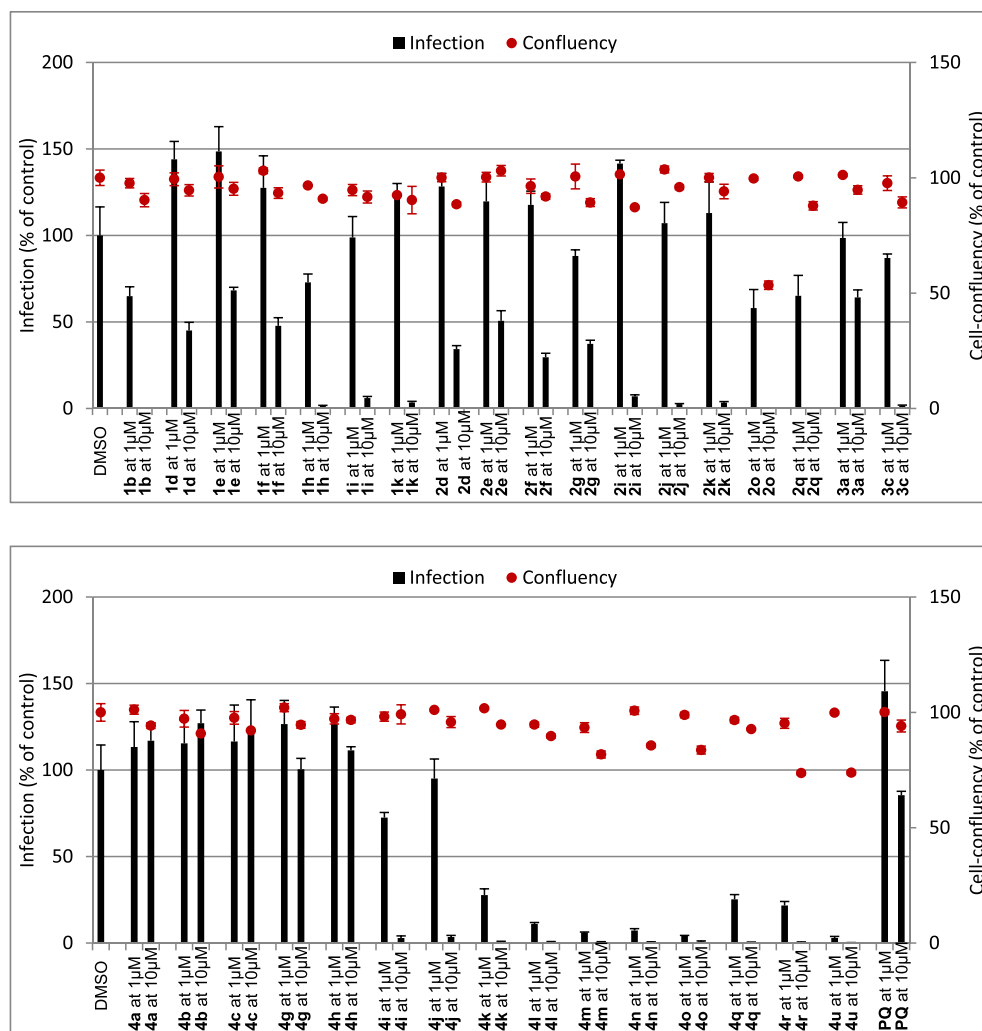 Infection Confluency
200
150
100
50
0
Infection (% of control)
150
100
50
0
Cell-confluency (% of control)
DMSO
1b at 1µM
1b at 10µM
1d at 1µM
1d at 10µM
1e at 1µM
1e at 10µM
1f at 1µM
1f at 10µM
1h at 1µM
1h at 10µM
1i at 1µM
1i at 10µM
1k at 1µM
1k at 10µM
2d at 1µM
2d at 10µM
2e at 1µM
2e at 10µM
2f at 1µM
2f at 10µM
2g at 1µM
2g at 10µM
2i at 1µM
2i at 10µM
2j at 1µM
2j at 10µM
2k at 1µM
2k at 10µM
2o at 1µM
2o at 10µM
2q at 1µM
2q at 10µM
3a at 1µM
3a at 10µM
3c at 1µM
3c at 10µM
Infection Confluency
200
150
100
50
0
Infection (% of control)
150
100
50
0
Cell-confluency (% of control)
DMSO
4a at 1µM
4a at 10µM
4b at 1µM
4b at 10µM
4c at 1µM
4c at 10µM
4g at 1µM
4g at 10µM
4h at 1µM
4h at 10µM
4i at 1µM
4i at 10µM
4j at 1µM
4j at 10µM
4k at 1µM
4k at 10µM
4l at 1µM
4l at 10µM
4m at 1µM
4m at 10µM
4n at 1µM
4n at 10µM
4o at 1µM
4o at 10µM
4q at 1µM
4q at 10µM
4r at 1µM
4r at 10µM
4u at 1µM
4u at 10µM
PQ at 1µM
PQ at 10µM